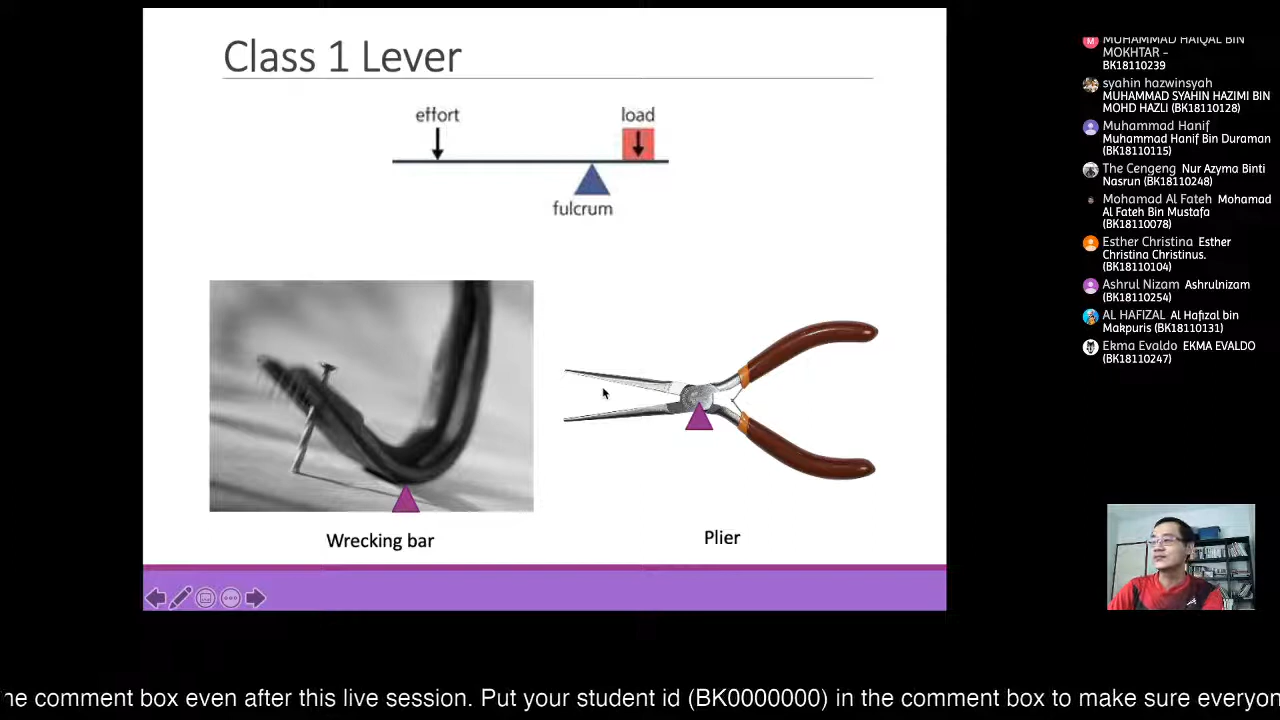 Class 1 Lever
effort
load
fulcrum
Wrecking bar
Plier
MUHAMMAD HAIQAL BIN
MOKHTAR -
BK18110239
syahin hazwinsyah
MUHAMMAD SYAHIN HAZIMI BIN
MOHD HAZLI (BK18110128)
Muhammad Hanif
Muhammad Hanif Bin Duraman
(BK18110115)
The Cengeng Nur Azyma Binti
Nasrun (BK18110248)
Mohamad Al Fateh Mohamad
Al Fateh Bin Mustafa
(BK18110078)
Esther Christina Esther
Christina Christinus.
(BK18110104)
Ashrul Nizam Ashrulnizam
(BK18110254)
AL HAFIZAL Al Hafizal bin
Makpuris (BK18110131)
Ekma Evaldo EKMA EVALDO
(BK18110247)
he comment box even after this live session. Put your student id (BK0000000) in the comment box to make sure everyon